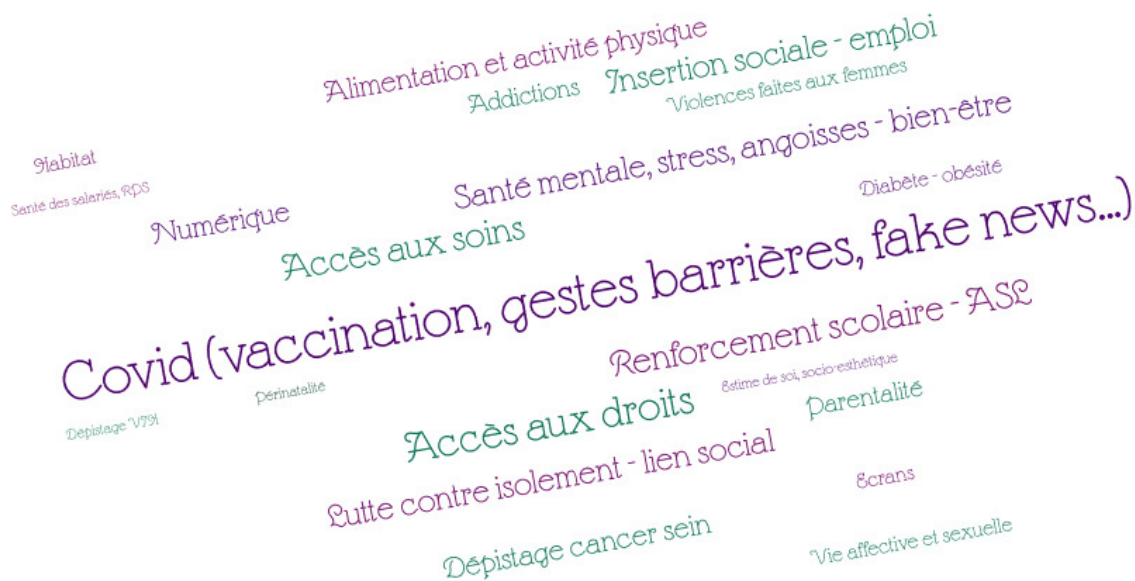 Alimentation et activité physique
Addictions
Insertion sociale - emploi
Violences faites aux femmes
Habitat
Santé des salariés, RPS
Santé mentale, stress, angoisses - bien-être
Diabète - obésité
Numérique
Accès aux soins
Covid (vaccination, gestes barrières, fake news...)
Renforcement scolaire - ASL
Périnatalité
Estime de soi, socio-esthétique
Dépistage VIH
Accès aux droits
Parentalité
Lutte contre isolement - lien social
Ecrans
Dépistage cancer sein
Vie affective et sexuelle